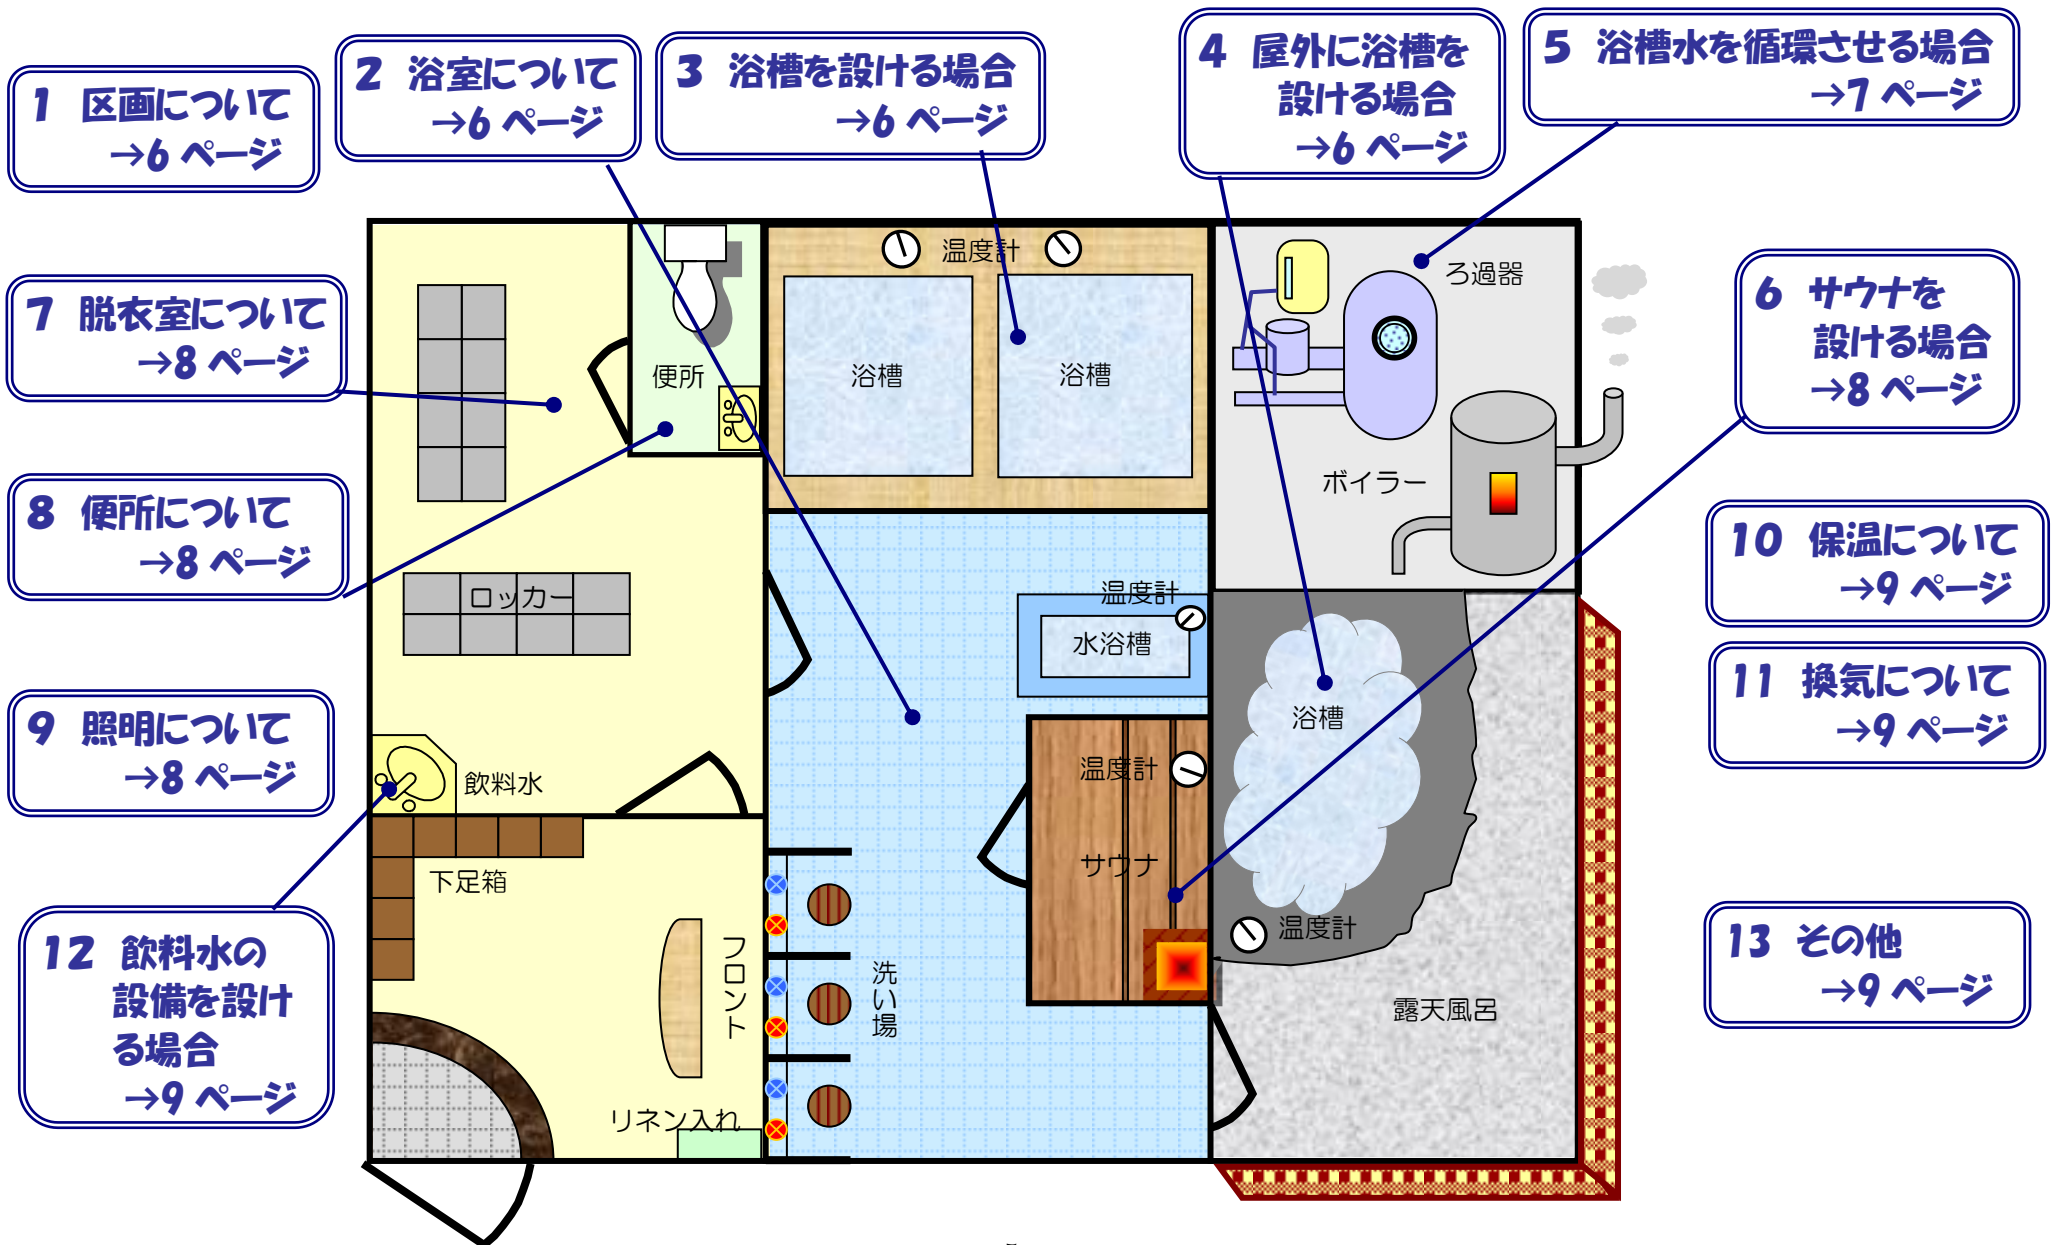 1 区画について
→6 ページ
2 浴室について
→6 ページ
3 浴槽を設ける場合
→6 ページ
4 屋外に浴槽を
設ける場合
→6 ページ
5 浴槽水を循環させる場合
→7 ページ
6 サウナを
設ける場合
→8 ページ
7 脱衣室について
→8 ページ
8 便所について
→8 ページ
9 照明について
→8 ページ
10 保温について
→9 ページ
11 換気について
→9 ページ
12 飲料水の
設備を設け
る場合
→9 ページ
13 その他
→9 ページ
温度計
ろ過器
便所
浴槽
浴槽
ボイラー
ロッカー
温度計
水浴槽
浴槽
飲料水
温度計
サウナ
下足箱
温度計
フロント
洗い場
露天風呂
リネン入れ